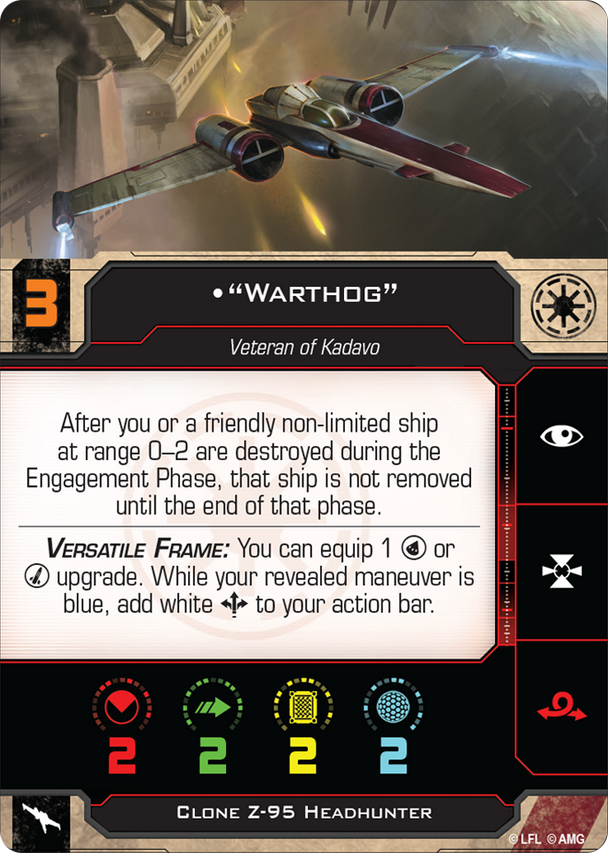 3
•“Warthog”
Veteran of Kadavo
After you or a friendly non-limited ship
at range 0–2 are destroyed during the
Engagement Phase, that ship is not removed
until the end of that phase.
Versatile Frame: You can equip 1 or
upgrade. While your revealed maneuver is
blue, add white to your action bar.
2 2 2 2
Clone Z-95 Headhunter
© LFL © AMG